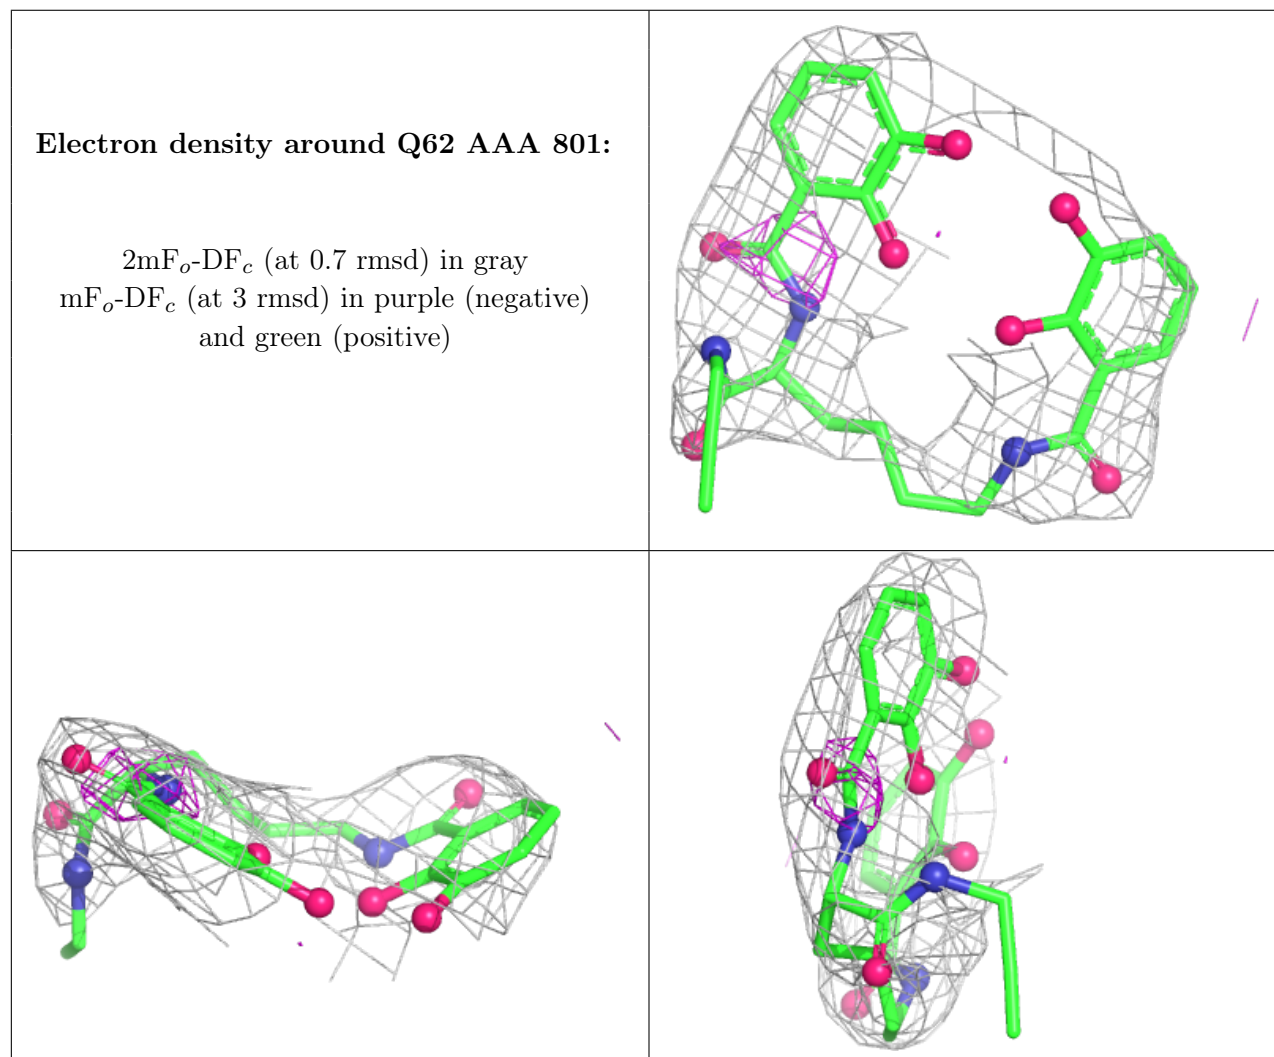 Electron density around Q62 AAA 801:
2mFo-DFc (at 0.7 rmsd) in gray
mFo-DFc (at 3 rmsd) in purple (negative)
and green (positive)